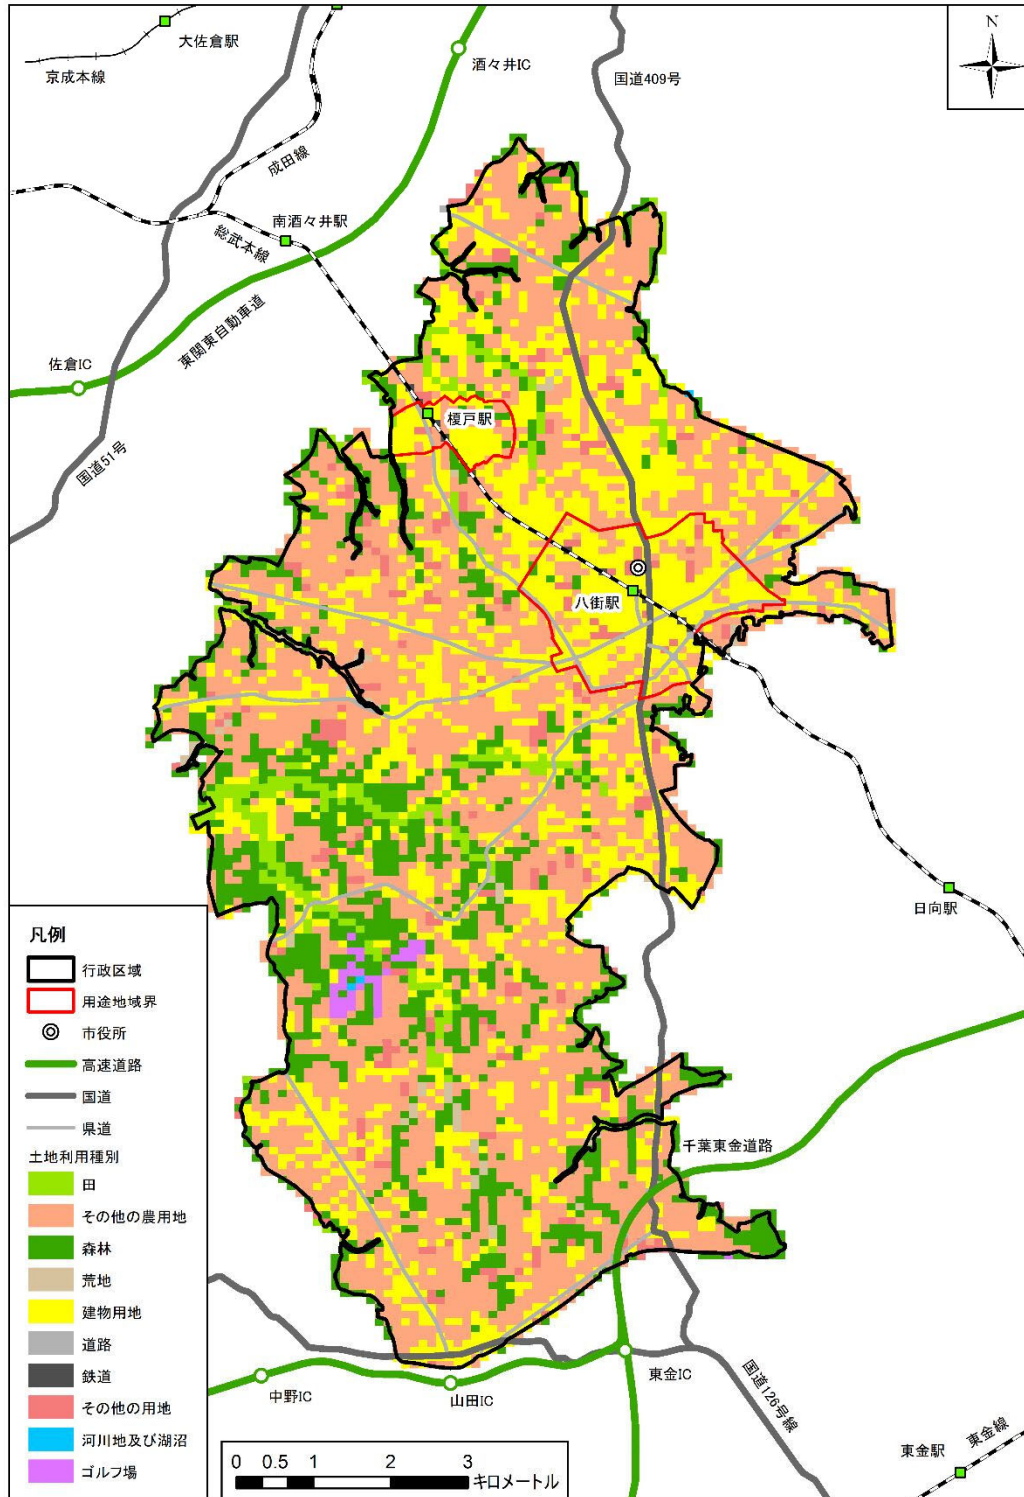 大佐倉駅
京成本線
酒々井IC
国道409号
N
成田線
南酒々井駅
総武本線
東関東自動車道
佐倉IC
国道51号
榎戸駅
八街駅
日向駅
凡例
行政区域
用途地域界
市役所
高速道路
国道
県道
土地利用種別
田
その他の農用地
森林
荒地
建物用地
道路
鉄道
その他の用地
河川地及び湖沼
ゴルフ場
千葉東金道路
中野IC
山田IC
東金IC
国道126号線
東金駅
東金線
0 0.5 1 2 3
キロメートル